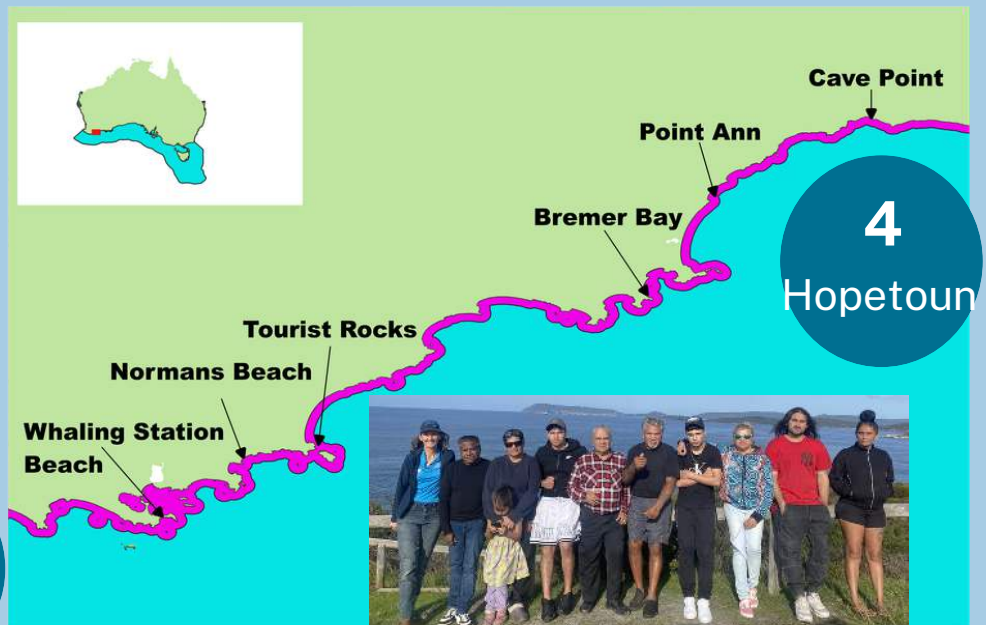 Cave Point
Point Ann
4
Hopetoun
Bremer Bay
Tourist Rocks
Normans Beach
Whaling Station
Beach